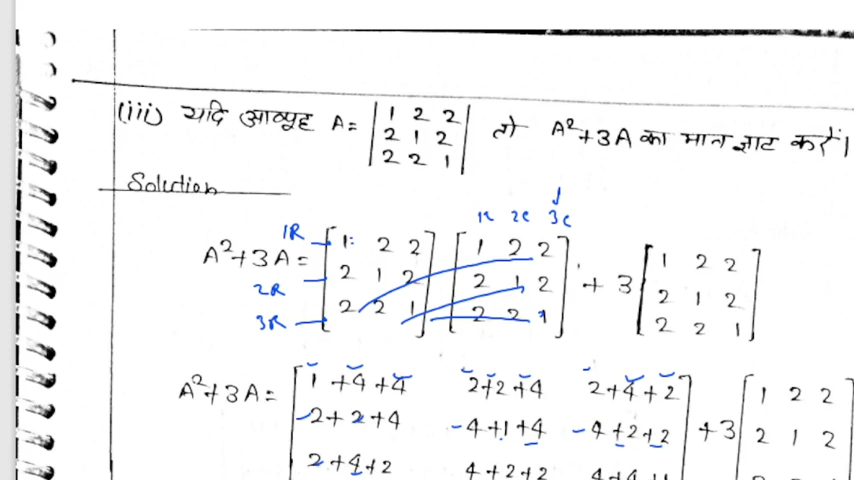 (iii) यदि आव्यूह A = | 1 2 2 | तो A²+3A का मान ज्ञाट करें।
| 2 1 2 |
| 2 2 1 |
Solution
1R 2R 3R
1C 2C 3C
A²+3A = [ 1 2 2 ] [ 1 2 2 ] + 3 [ 1 2 2 ]
[ 2 1 2 ] [ 2 1 2 ] [ 2 1 2 ]
[ 2 2 1 ] [ 2 2 1 ] [ 2 2 1 ]
A²+3A = [ 1+4+4 2+2+4 2+4+2 ] + 3 [ 1 2 2 ]
[ 2+2+4 4+1+4 4+2+2 ] [ 2 1 2 ]
[ 2+4+2 4+2+2